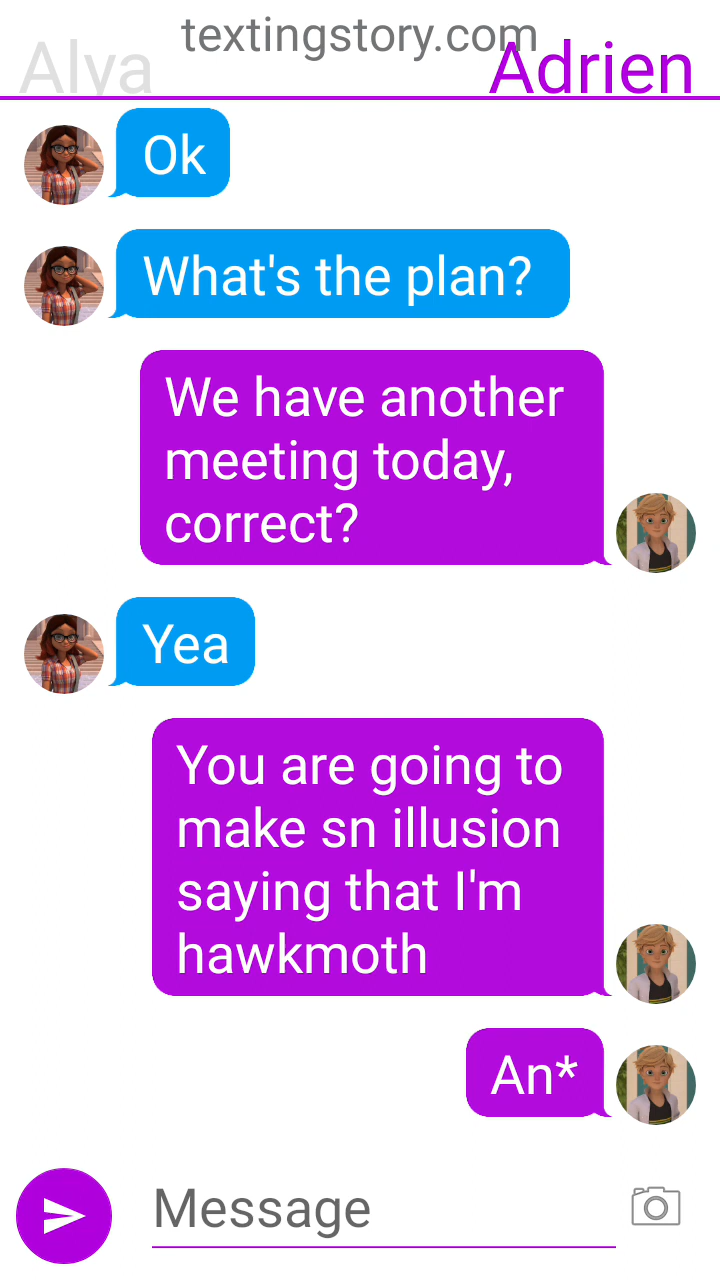 textingstory.com
Alya
Adrien
Ok
What's the plan?
We have another
meeting today,
correct?
Yea
You are going to
make sn illusion
saying that I'm
hawkmoth
An*
Message